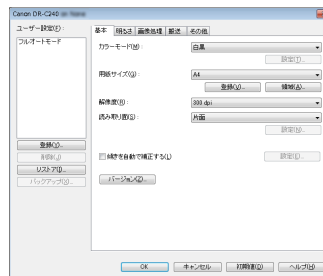 Canon DR-C240
ユーザー設定(E):
フルオートモード
登録(V)...
削除(J)
リストア(I)...
バックアップ(X)...
基本 明るさ 画像処理 搬送 その他
カラーモード(M): 白黒
設定(T)...
用紙サイズ(G): A4
登録(Y)... 領域(A)...
解像度(R): 300 dpi
読み取り面(S): 片面
設定(N)...
傾きを自動で補正する(L)
設定(E)...
バージョン(Z)...
OK キャンセル 初期値(D) ヘルプ(H)